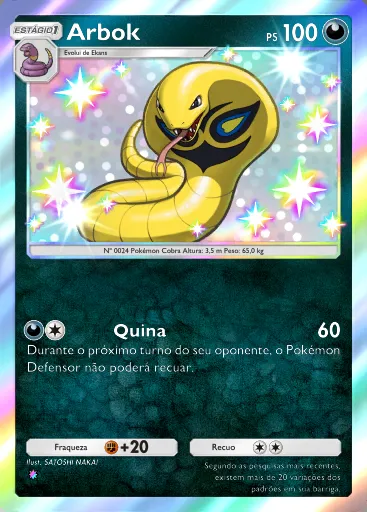 ESTÁGIO 1
Arbok
PS 100
Evolui de Ekans
Nº 0024 Pokémon Cobra Altura: 3,5 m Peso: 65,0 kg
Quina 60
Durante o próximo turno do seu oponente, o Pokémon
Defensor não poderá recuar.
Fraqueza +20 Recuo
Ilust. SATOSHI NAKAI
Segundo as pesquisas mais recentes,
existem mais de 20 variações dos
padrões em sua barriga.